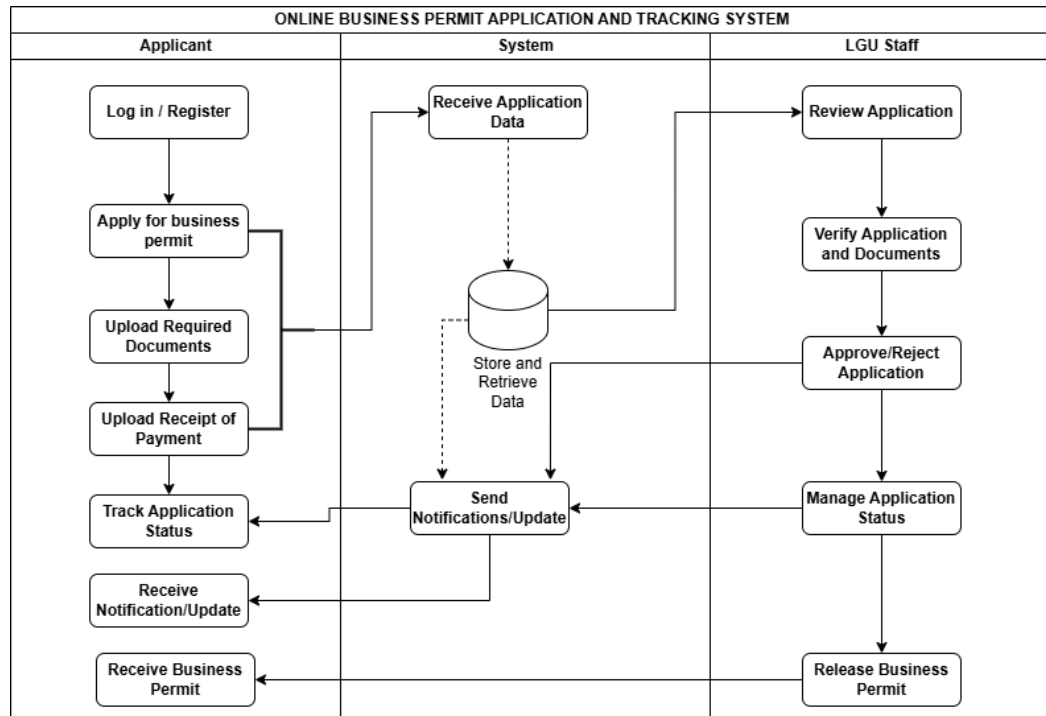 ONLINE BUSINESS PERMIT APPLICATION AND TRACKING SYSTEM
Applicant
System
LGU Staff
Log in / Register
Apply for business
permit
Upload Required
Documents
Upload Receipt of
Payment
Track Application
Status
Receive
Notification/Update
Receive Business
Permit
Receive Application
Data
Store and
Retrieve
Data
Send
Notifications/Update
Review Application
Verify Application
and Documents
Approve/Reject
Application
Manage Application
Status
Release Business
Permit